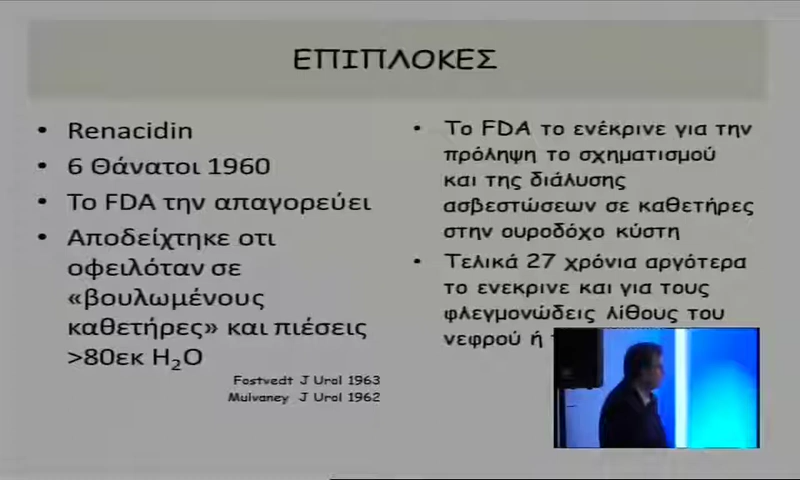 ΕΠΙΠΛΟΚΕΣ
• Renacidin
• 6 Θάνατοι 1960
• Το FDA την απαγορεύει
• Αποδείχτηκε οτι
οφειλόταν σε
«βουλωμένους
καθετήρες» και πιέσεις
>80εκ H₂O
Fostvedt J Urol 1963
Mulvaney J Urol 1962
• Το FDA το ενέκρινε για την
πρόληψη το σχηματισμού
και της διάλυσης
ασβεστώσεων σε καθετήρες
στην ουροδόχο κύστη
• Τελικά 27 χρόνια αργότερα
το ενεκρινε και για τους
φλεγμονώδεις λίθους του
νεφρού ή